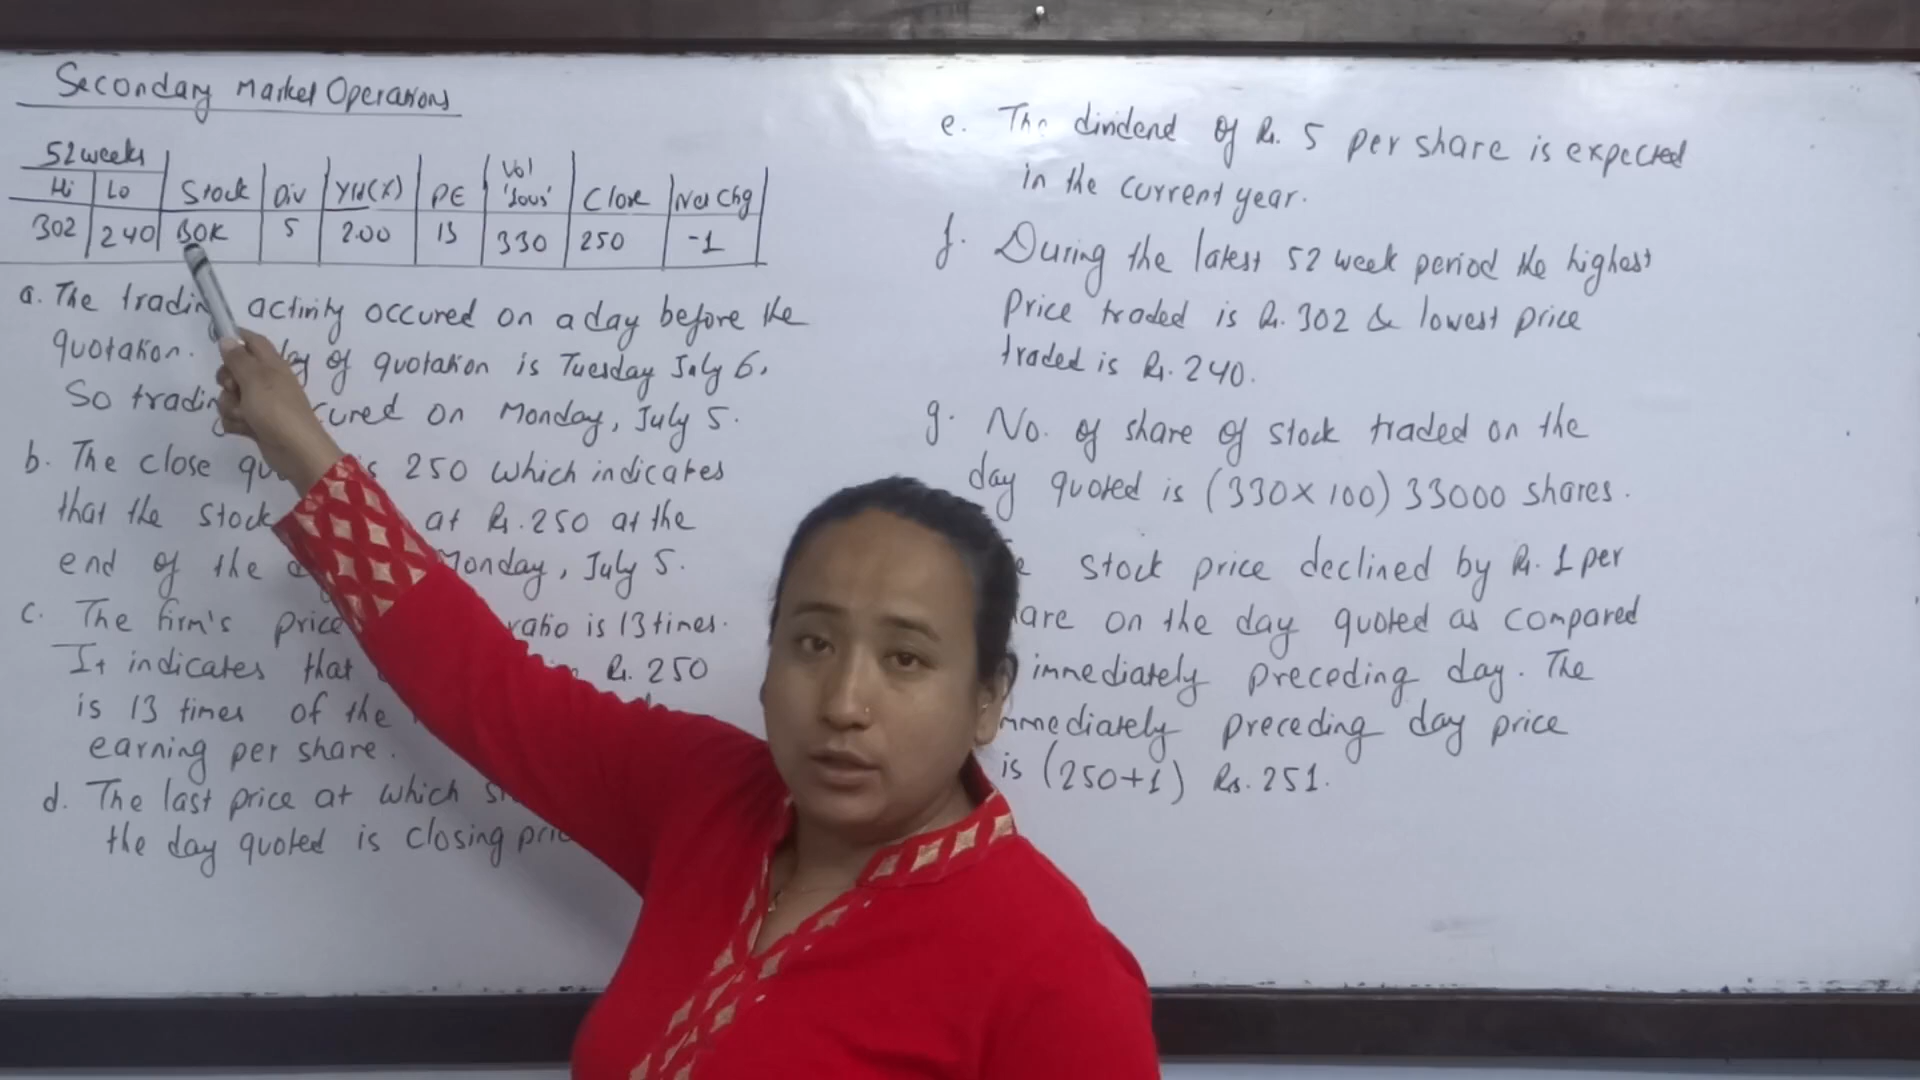 Secondary Market Operations
52 weeks
Hi Lo Stock Div Yld(%) PE Vol '100s' Close Net Chg
302 240 BOK 5 2.00 13 330 250 -1
a. The trading activity occured on a day before the
quotation. of quotation is Tuesday July 6.
So trading on Monday, July 5.
b. The close is 250 which indicates
that the stock at Rs. 250 at the
end of the Monday, July 5.
c. The firm's price ratio is 13 times.
It indicates that Rs. 250
is 13 times of the
earning per share.
d. The last price at which
the day quoted is closing
e. The dividend of Rs. 5 per share is expected
in the current year.
f. During the latest 52 week period the highest
price traded is Rs. 302 & lowest price
traded is Rs. 240.
g. No. of share of stock traded on the
day quoted is (330×100) 33000 shares.
stock price declined by Rs. 1 per
on the day quoted as compared
immediately preceding day. The
immediately preceding day price
is (250+1) Rs. 251.